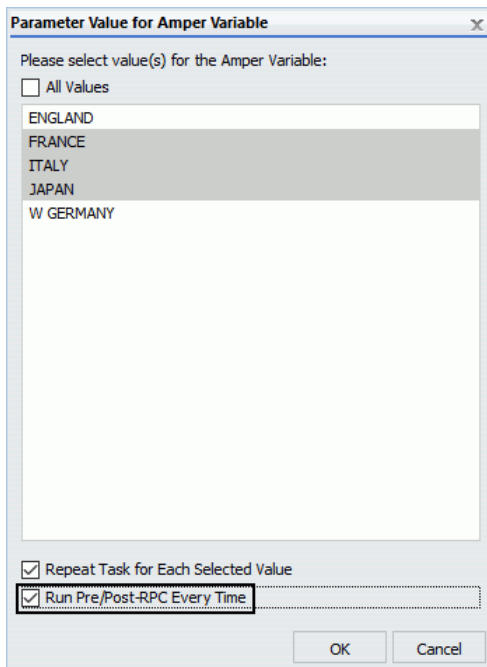 Parameter Value for Amper Variable
Please select value(s) for the Amper Variable:
All Values
ENGLAND
FRANCE
ITALY
JAPAN
W GERMANY
Repeat Task for Each Selected Value
Run Pre/Post-RPC Every Time
OK Cancel